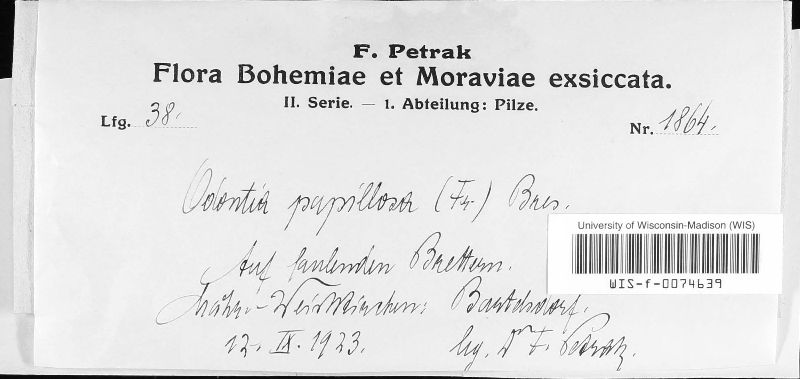 F. Petrak
Flora Bohemiae et Moraviae exsiccata.
II. Serie. — 1. Abteilung: Pilze.
Lfg. 38.
Nr. 1864.
Odontia papillosa (Fr.) Bres.
University of Wisconsin-Madison (WIS)
WIS-f-0074639
Auf faulenden Brettern.
Mähr.-Weisskirchen: Bartelsdorf.
12. IX. 1923. lg. Dr F. Petrak.